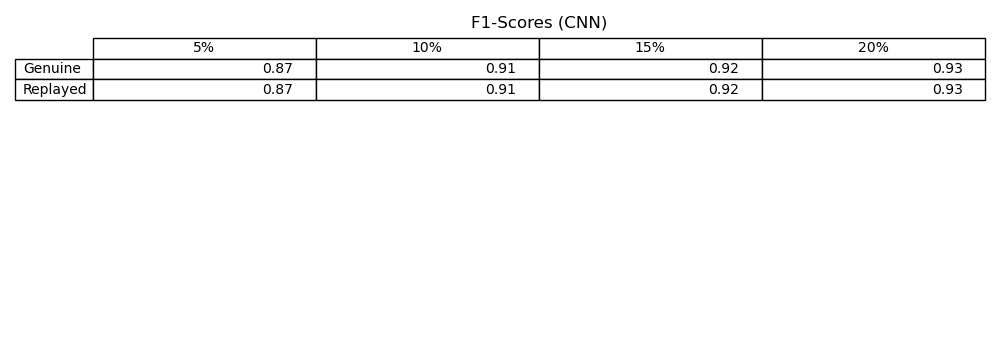 F1-Scores (CNN)
5% 10% 15% 20%
Genuine 0.87 0.91 0.92 0.93
Replayed 0.87 0.91 0.92 0.93